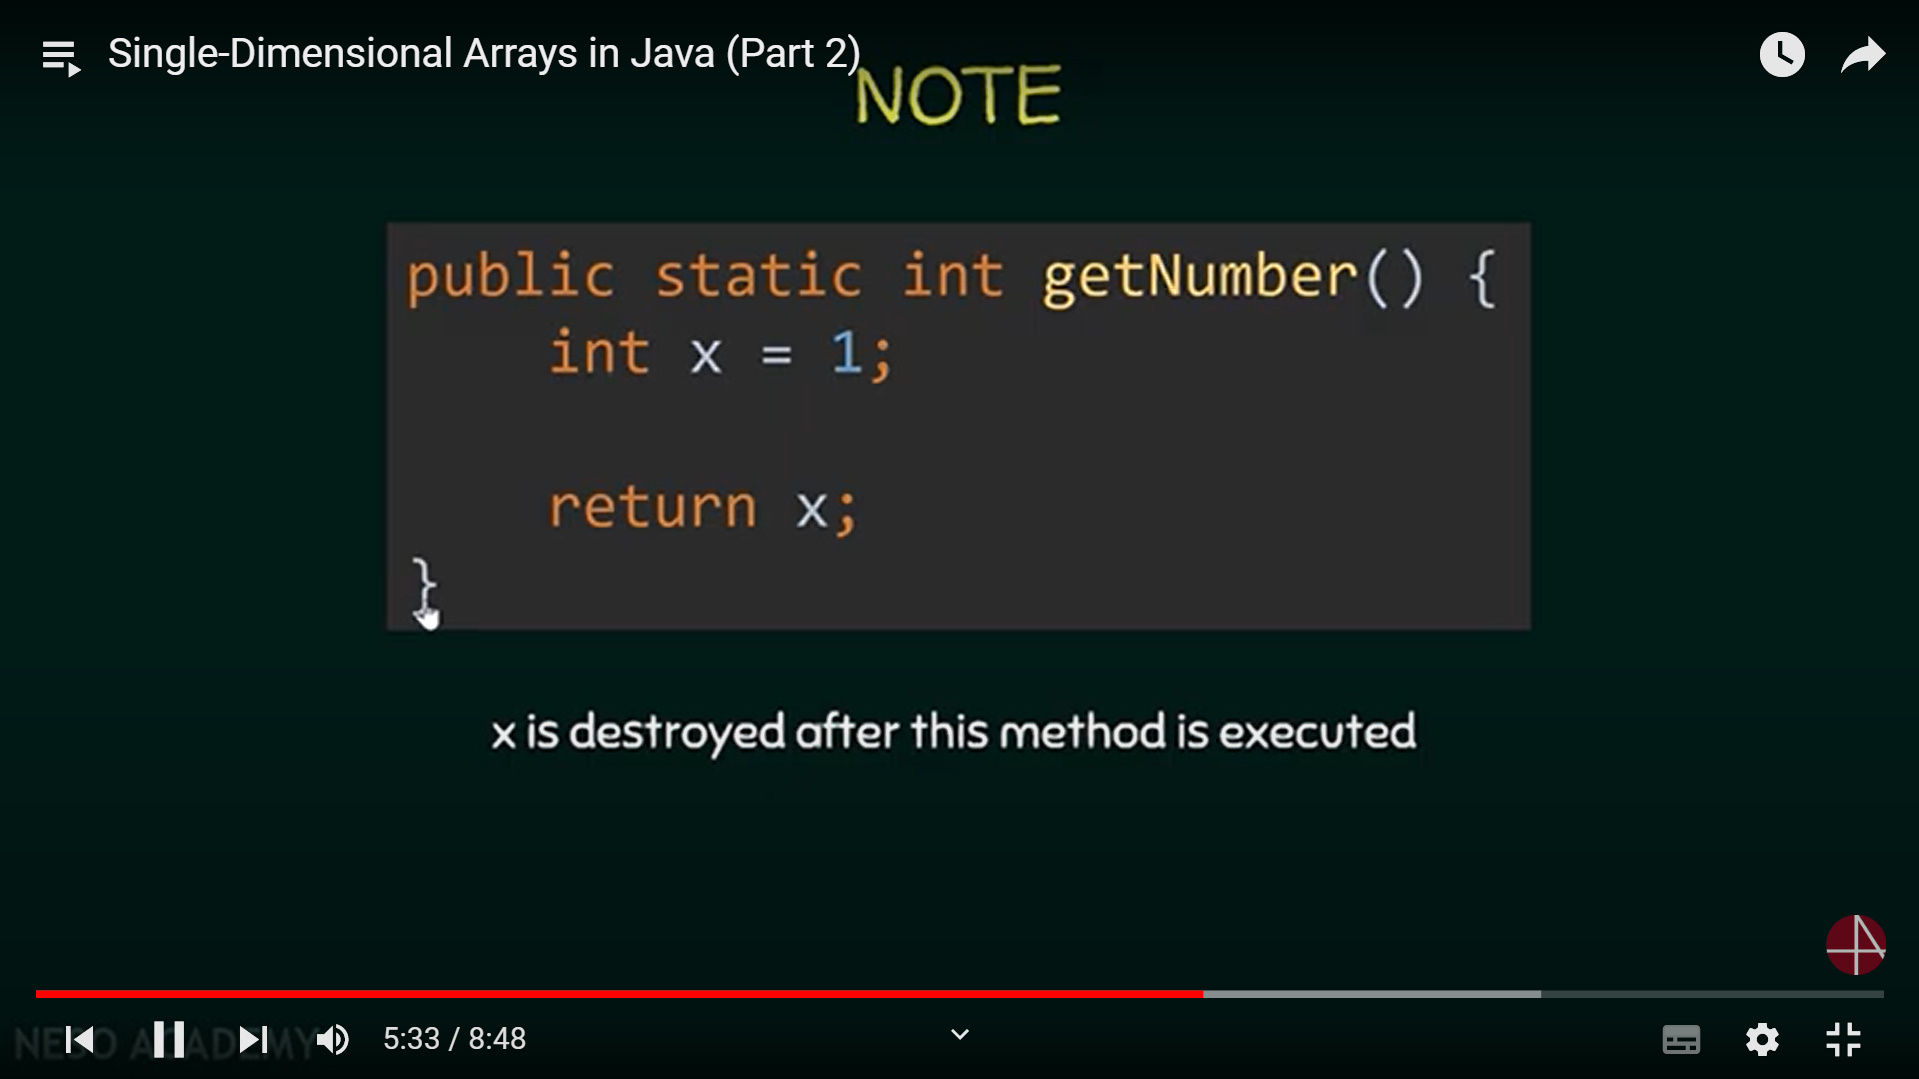 Single-Dimensional Arrays in Java (Part 2)
NOTE
public static int getNumber() {
int x = 1;
return x;
}
x is destroyed after this method is executed
NESO ACADEMY
5:33 / 8:48